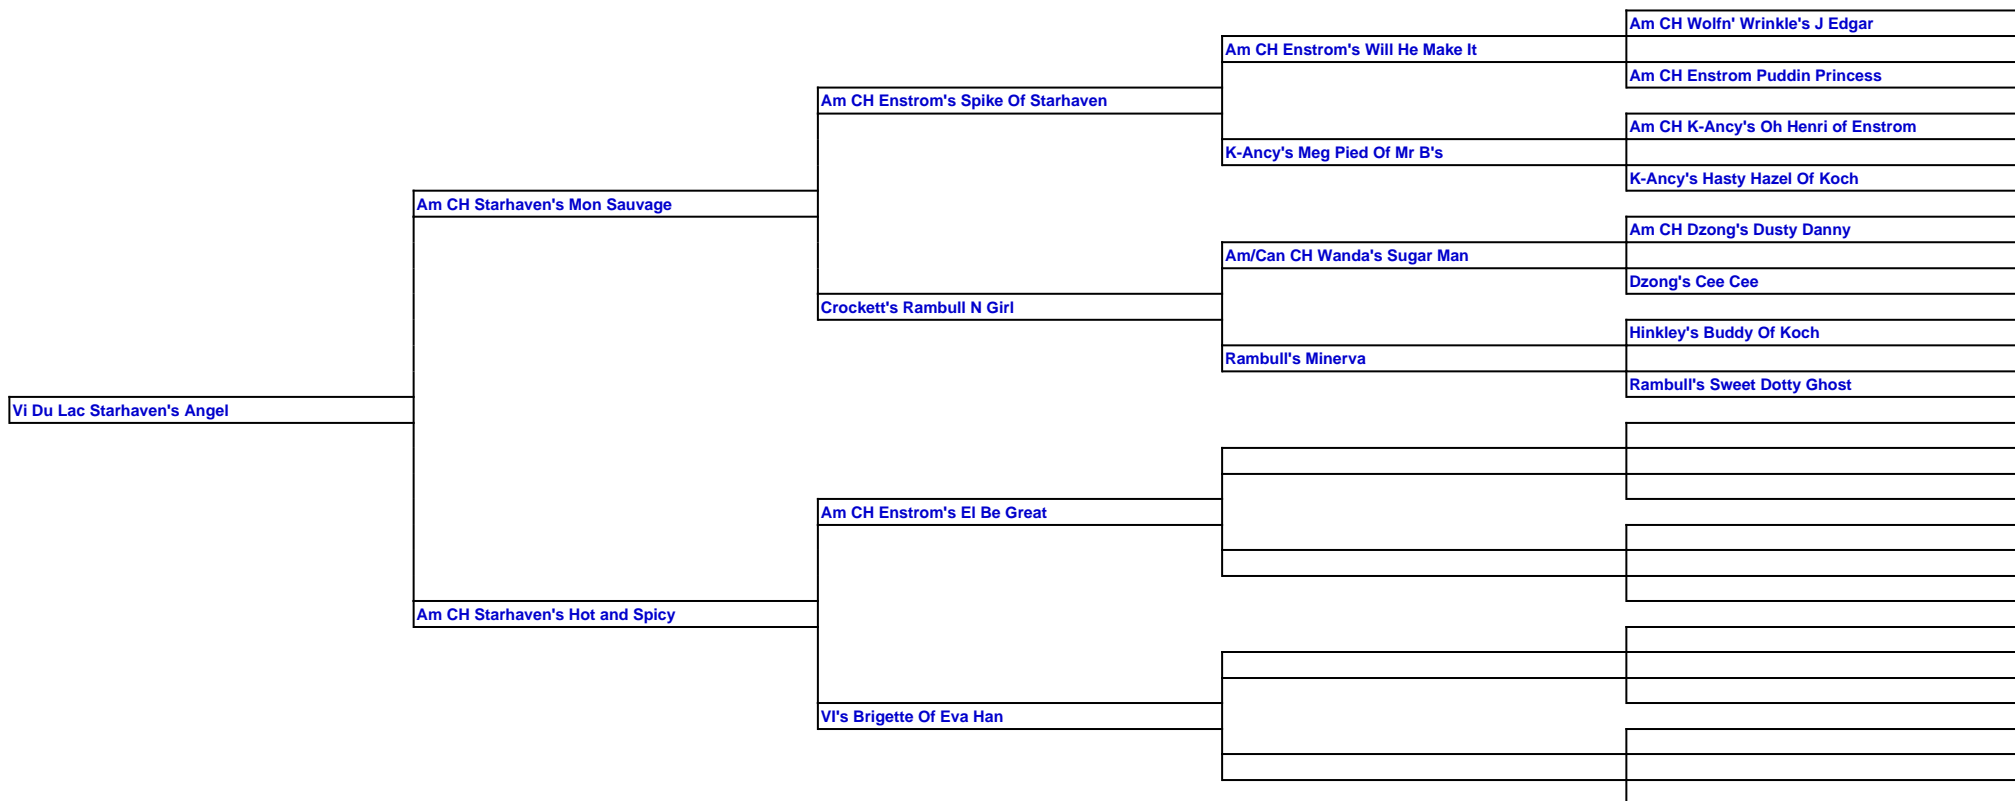 Am CH Wolfn' Wrinkle's J Edgar
Am CH Enstrom's Will He Make It
Am CH Enstrom Puddin Princess
Am CH Enstrom's Spike Of Starhaven
Am CH K-Ancy's Oh Henri of Enstrom
K-Ancy's Meg Pied Of Mr B's
K-Ancy's Hasty Hazel Of Koch
Am CH Starhaven's Mon Sauvage
Am CH Dzong's Dusty Danny
Am/Can CH Wanda's Sugar Man
Dzong's Cee Cee
Crockett's Rambull N Girl
Hinkley's Buddy Of Koch
Rambull's Minerva
Rambull's Sweet Dotty Ghost
Vi Du Lac Starhaven's Angel
Am CH Enstrom's El Be Great
Am CH Starhaven's Hot and Spicy
VI's Brigette Of Eva Han